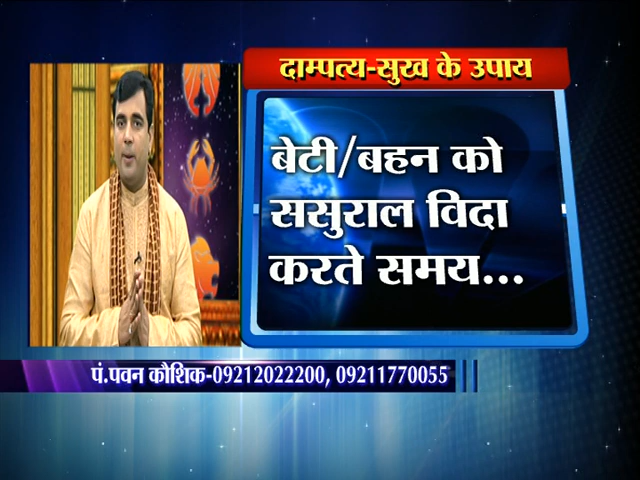 दाम्पत्य-सुख के उपाय
बेटी/बहन को
ससुराल विदा
करते समय...
पं.पवन कौशिक-09212022200, 09211770055